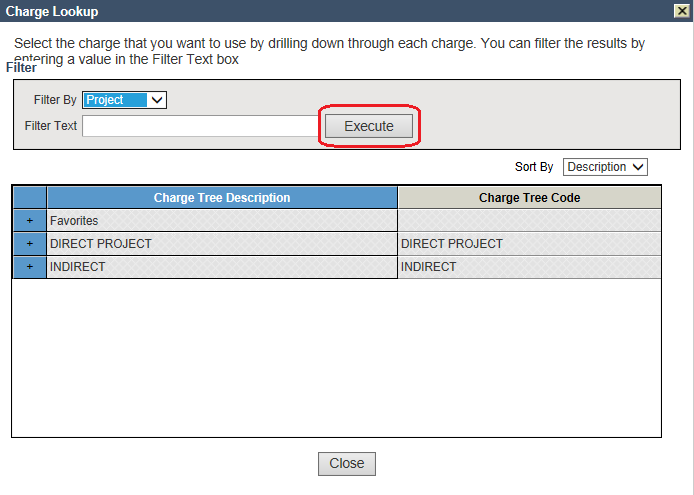 Charge Lookup
Select the charge that you want to use by drilling down through each charge. You can filter the results by
entering a value in the Filter Text box
Filter
Filter By Project
Filter Text Execute
Sort By Description
Charge Tree Description Charge Tree Code
+ Favorites
+ DIRECT PROJECT DIRECT PROJECT
+ INDIRECT INDIRECT
Close